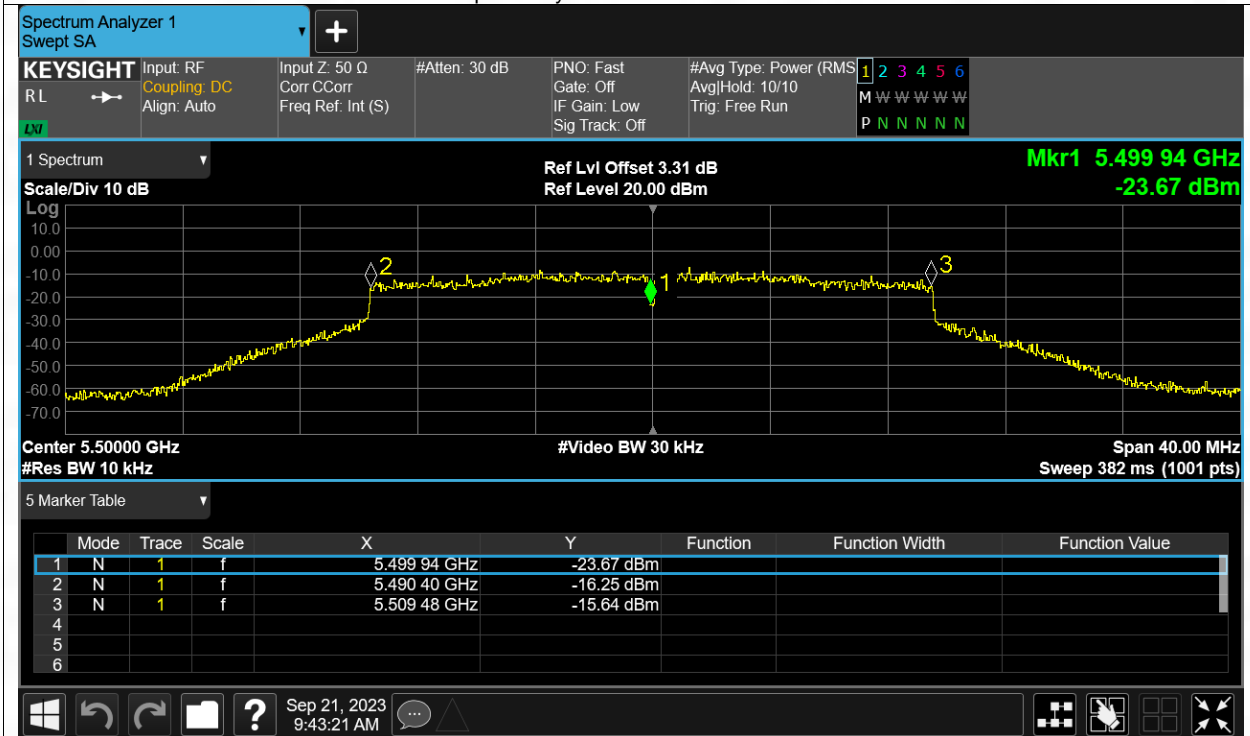 Spectrum Analyzer 1
Swept SA
+
KEYSIGHT Input: RF Input Z: 50 Ω #Atten: 30 dB PNO: Fast #Avg Type: Power (RMS 1 2 3 4 5 6
RL Coupling: DC Corr CCorr Gate: Off Avg|Hold: 10/10 M W W W W W
Align: Auto Freq Ref: Int (S) IF Gain: Low Trig: Free Run
LXI Sig Track: Off P N N N N N
1 Spectrum Mkr1 5.499 94 GHz
Ref Lvl Offset 3.31 dB
Scale/Div 10 dB Ref Level 20.00 dBm -23.67 dBm
Log
10.0
0.00
-10.0 2 3
-20.0 1
-30.0
-40.0
-50.0
-60.0
-70.0
Center 5.50000 GHz #Video BW 30 kHz Span 40.00 MHz
#Res BW 10 kHz Sweep 382 ms (1001 pts)
5 Marker Table
Mode Trace Scale X Y Function Function Width Function Value
1 N 1 f 5.499 94 GHz -23.67 dBm
2 N 1 f 5.490 40 GHz -16.25 dBm
3 N 1 f 5.509 48 GHz -15.64 dBm
4
5
6
? Sep 21, 2023
9:43:21 AM